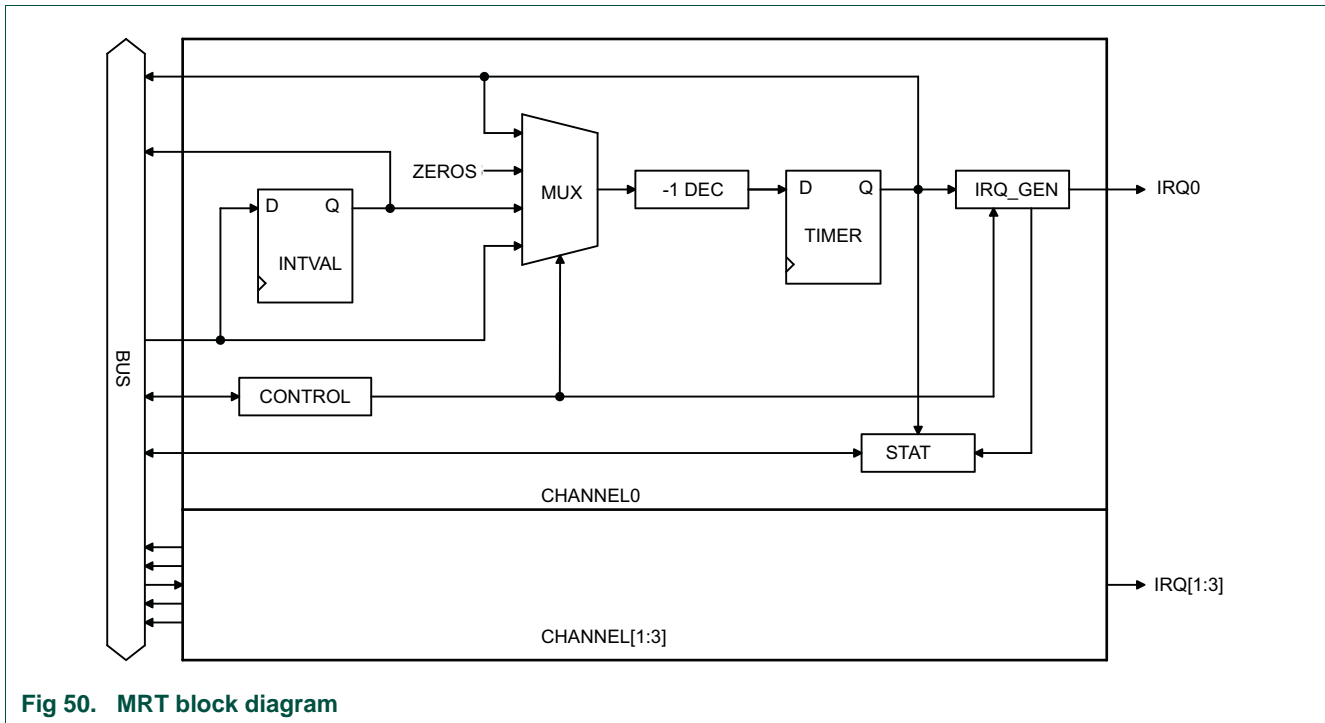 ZEROS
MUX
-1 DEC
D Q
TIMER
IRQ_GEN
IRQ0
D Q
INTVAL
BUS
CONTROL
STAT
CHANNEL0
IRQ[1:3]
CHANNEL[1:3]
Fig 50. MRT block diagram